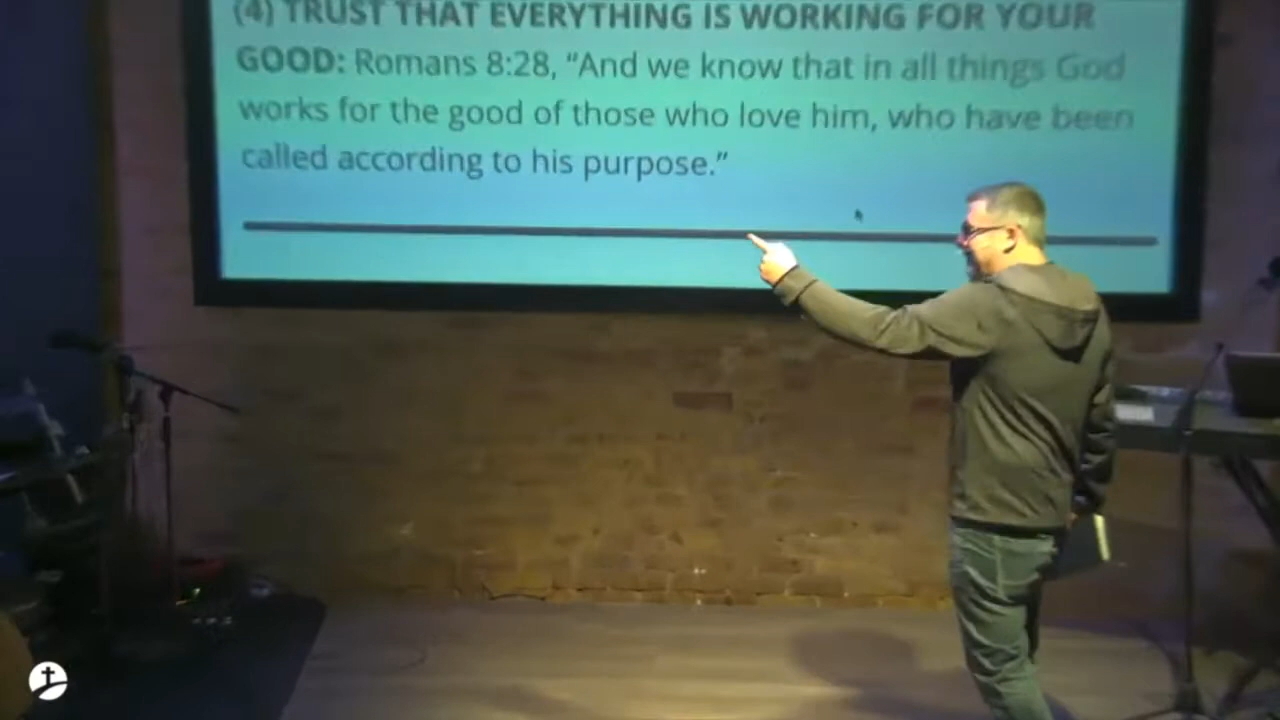 (4) TRUST THAT EVERYTHING IS WORKING FOR YOUR
GOOD: Romans 8:28, “And we know that in all things God
works for the good of those who love him, who have been
called according to his purpose.”